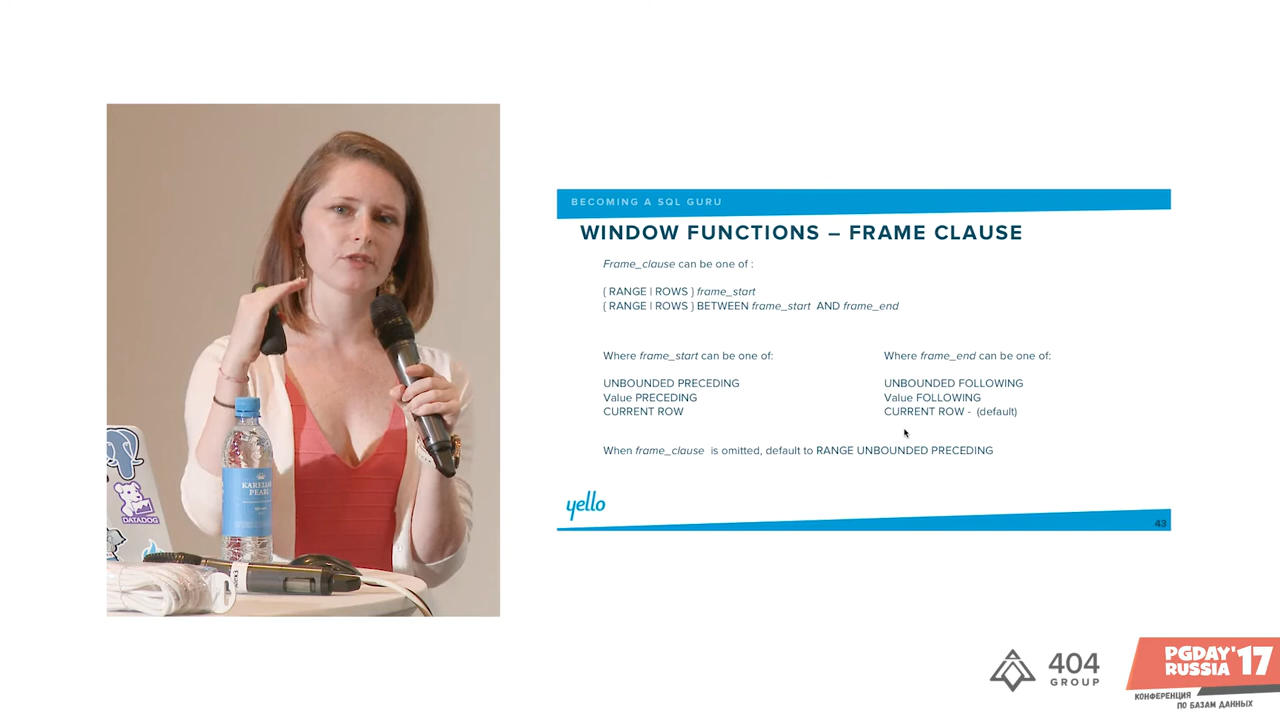 BECOMING A SQL GURU
WINDOW FUNCTIONS – FRAME CLAUSE
Frame_clause can be one of :
{ RANGE | ROWS } frame_start
{ RANGE | ROWS } BETWEEN frame_start AND frame_end
Where frame_start can be one of:
UNBOUNDED PRECEDING
Value PRECEDING
CURRENT ROW
Where frame_end can be one of:
UNBOUNDED FOLLOWING
Value FOLLOWING
CURRENT ROW - (default)
When frame_clause is omitted, default to RANGE UNBOUNDED PRECEDING
yello
43
DATADOG
404
GROUP
PGDAY'17
RUSSIA
КОНФЕРЕНЦИЯ
ПО БАЗАМ ДАННЫХ